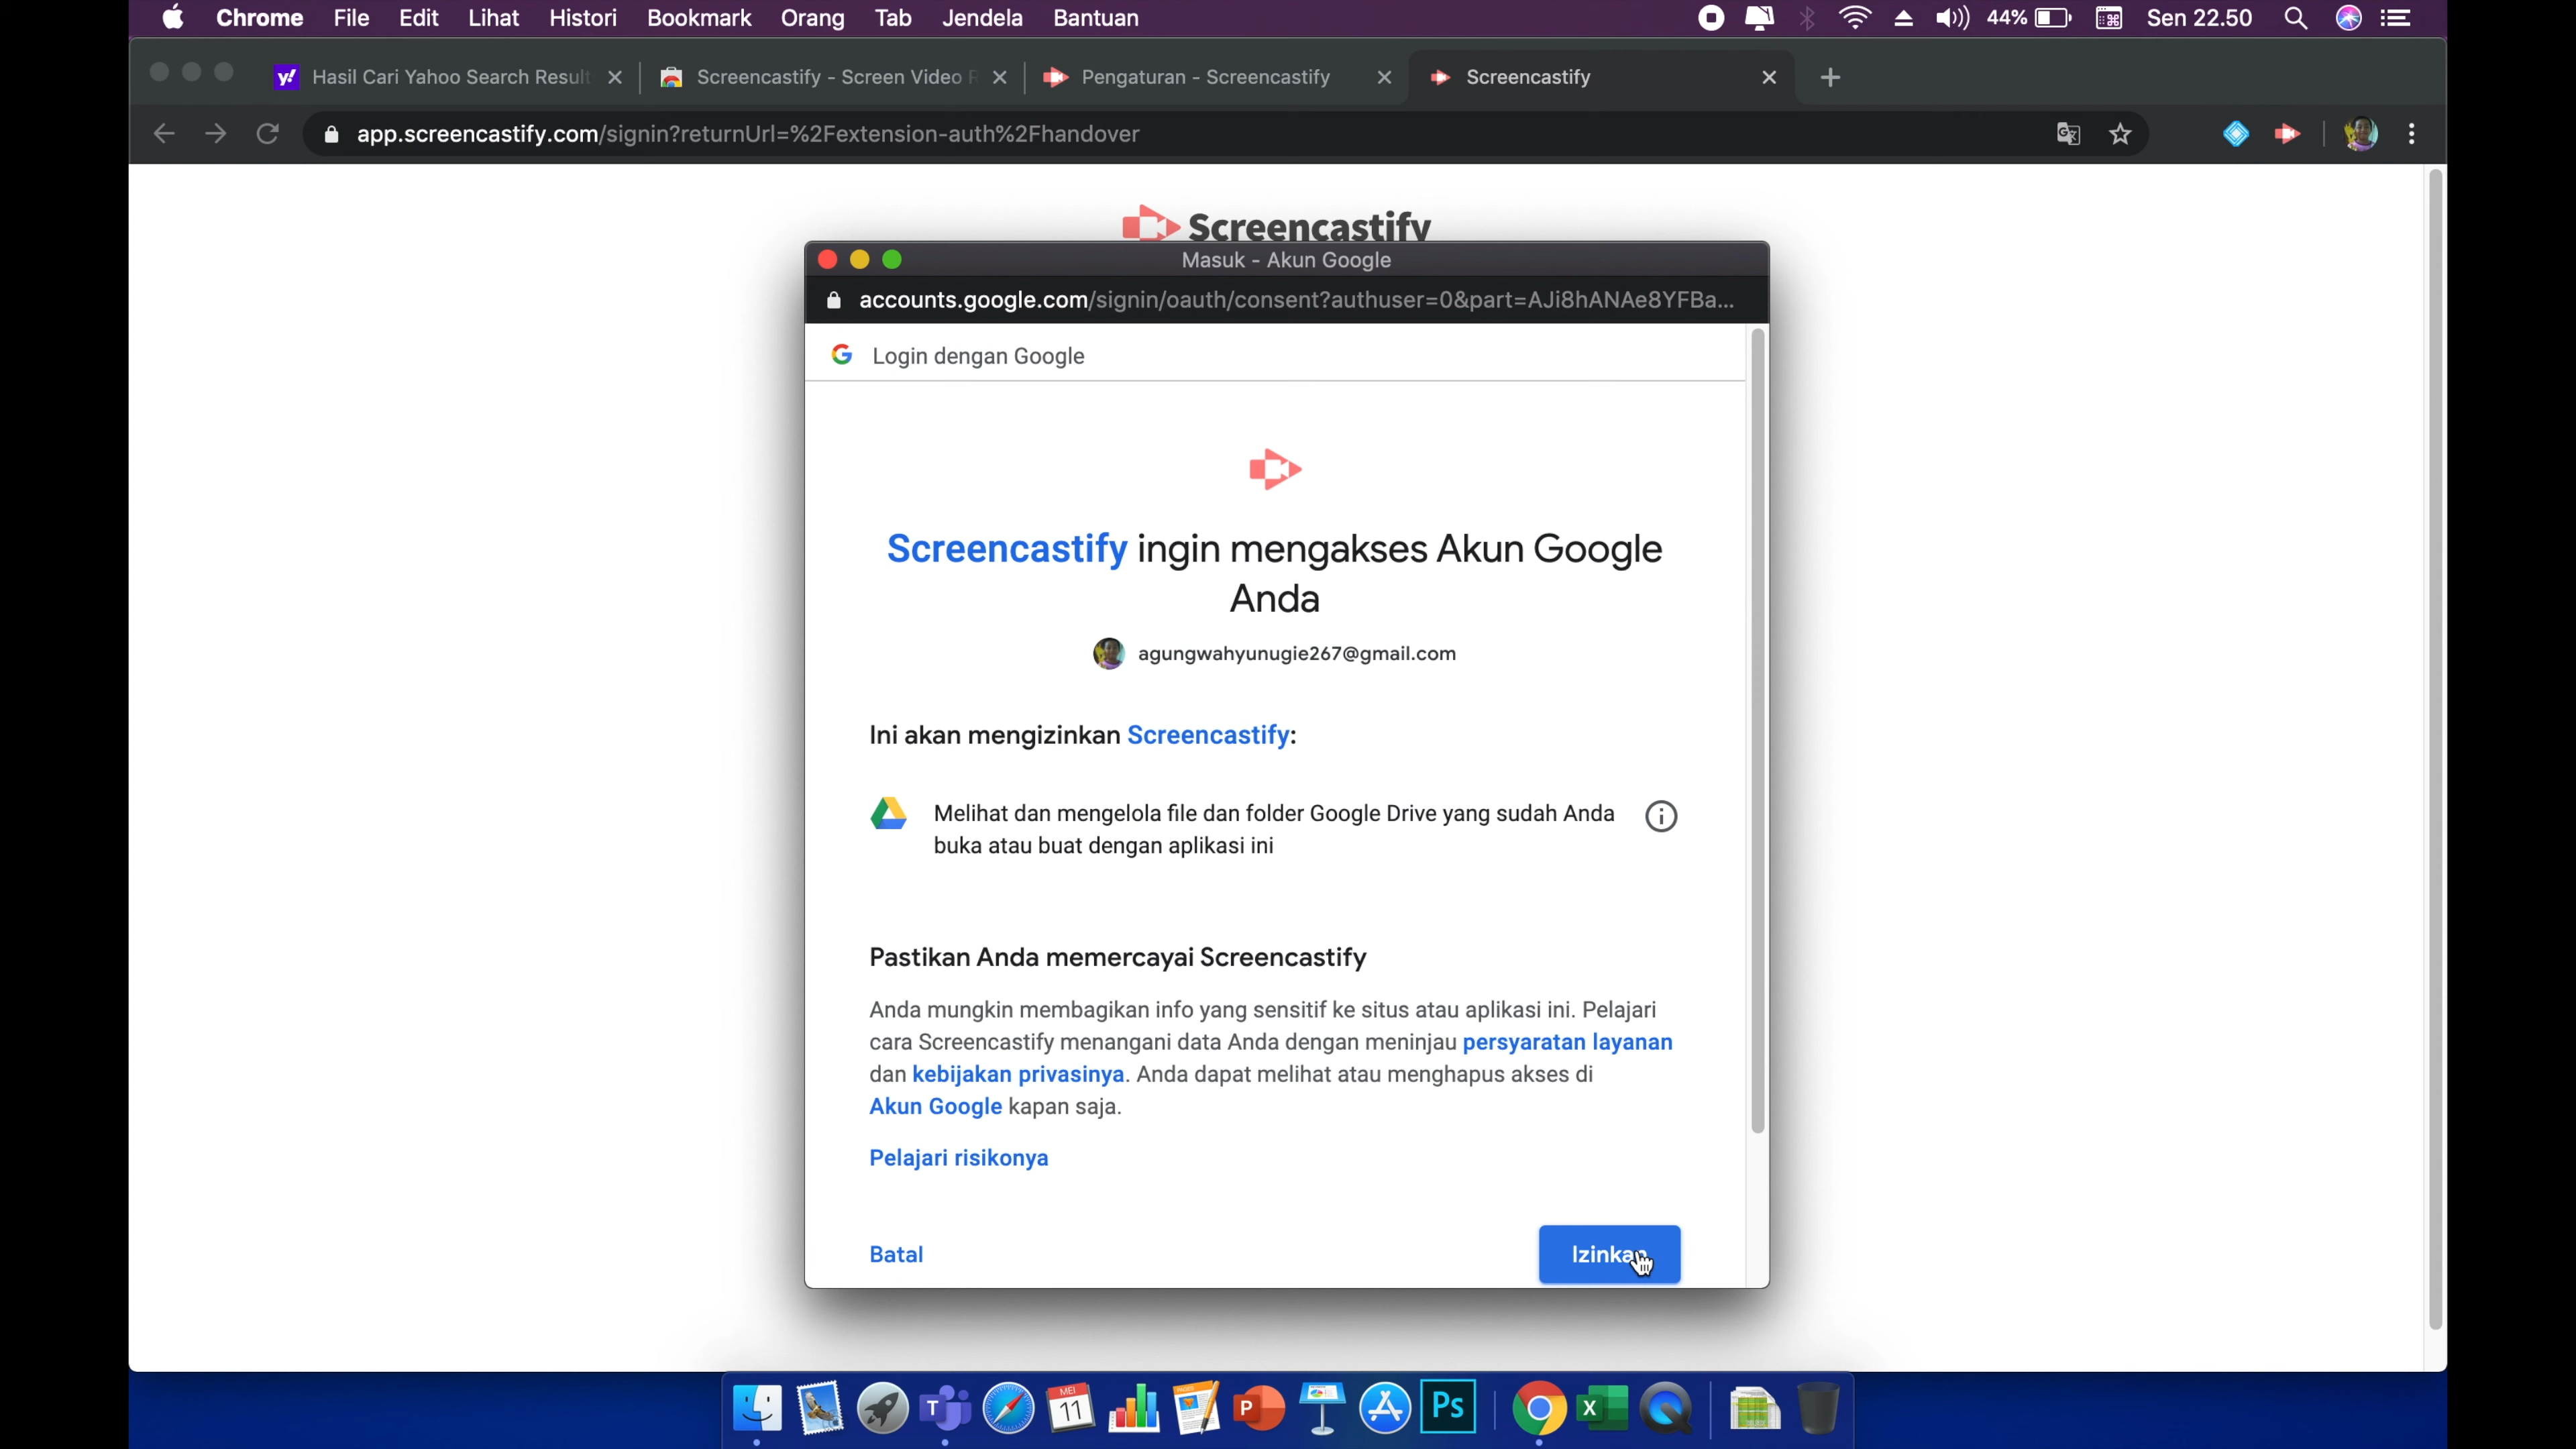 Chrome File Edit Lihat Histori Bookmark Orang Tab Jendela Bantuan 44% Sen 22.50
Hasil Cari Yahoo Search Result Screencastify - Screen Video R Pengaturan - Screencastify Screencastify
app.screencastify.com/signin?returnUrl=%2Fextension-auth%2Fhandover
Screencastify
Masuk - Akun Google
accounts.google.com/signin/oauth/consent?authuser=0&part=AJi8hANAe8YFBa...
Login dengan Google
Screencastify ingin mengakses Akun Google
Anda
agungwahyunugie267@gmail.com
Ini akan mengizinkan Screencastify:
Melihat dan mengelola file dan folder Google Drive yang sudah Anda
buka atau buat dengan aplikasi ini
Pastikan Anda memercayai Screencastify
Anda mungkin membagikan info yang sensitif ke situs atau aplikasi ini. Pelajari
cara Screencastify menangani data Anda dengan meninjau persyaratan layanan
dan kebijakan privasinya. Anda dapat melihat atau menghapus akses di
Akun Google kapan saja.
Pelajari risikonya
Batal Izinkan
MEI
11
T P Ps X
PAGES